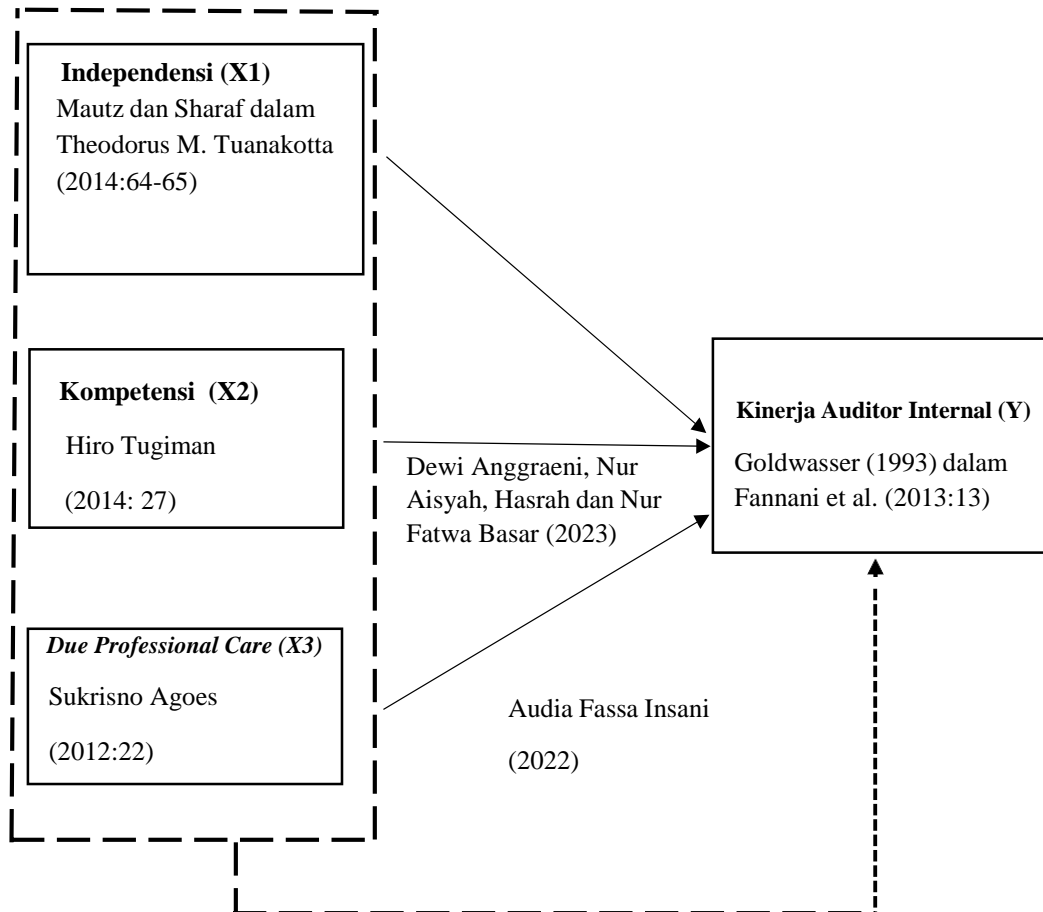 Independensi (X1)
Mautz dan Sharaf dalam
Theodorus M. Tuanakotta
(2014:64-65)
Kompetensi (X2)
Hiro Tugiman
(2014: 27)
Due Professional Care (X3)
Sukrisno Agoes
(2012:22)
Dewi Anggraeni, Nur
Aisyah, Hasrah dan Nur
Fatwa Basar (2023)
Audia Fassa Insani
(2022)
Kinerja Auditor Internal (Y)
Goldwasser (1993) dalam
Fannani et al. (2013:13)